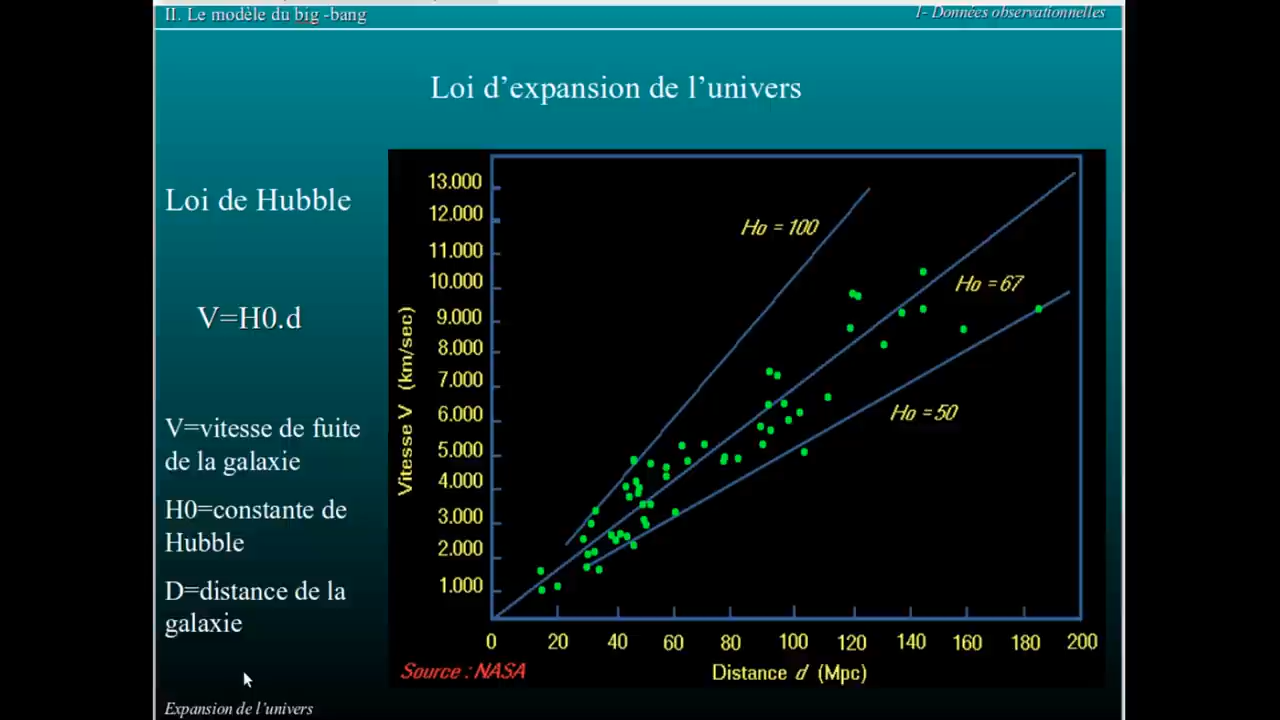 II. Le modèle du big -bang
1- Données observationnelles
Loi d’expansion de l’univers
Loi de Hubble
V=H0.d
V=vitesse de fuite
de la galaxie
H0=constante de
Hubble
D=distance de la
galaxie
Vitesse V (km/sec)
13.000
12.000
11.000
10.000
9.000
8.000
7.000
6.000
5.000
4.000
3.000
2.000
1.000
Ho = 100
Ho = 67
Ho = 50
0 20 40 60 80 100 120 140 160 180 200
Distance d (Mpc)
Source : NASA
Expansion de l’univers